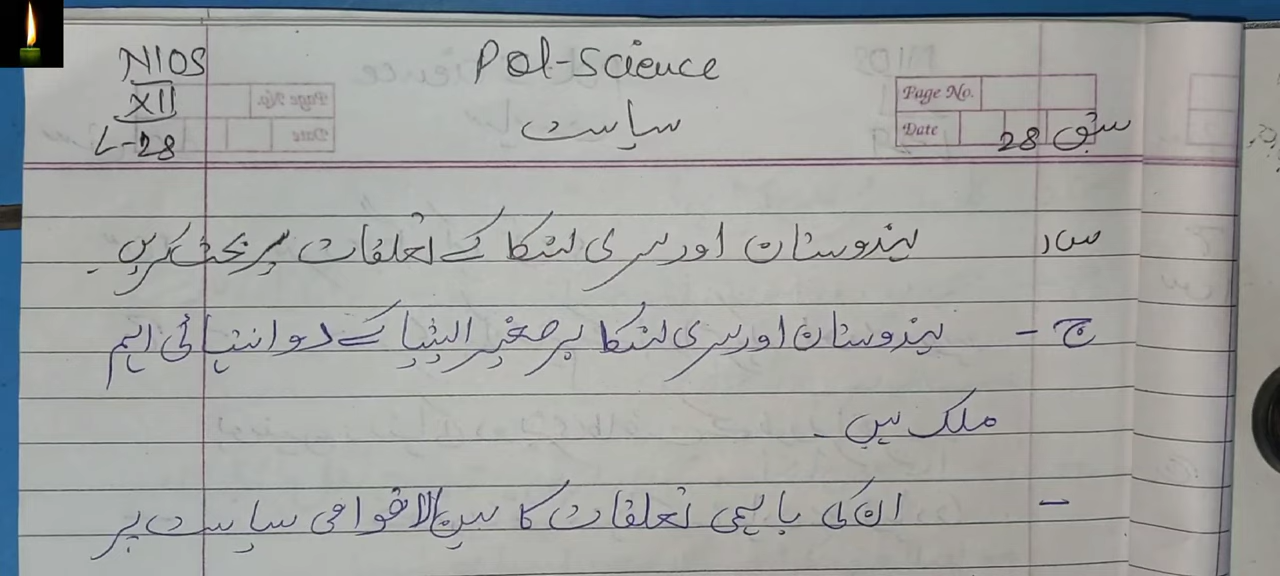 NIOS
XII
L-28
Pol-Science
سیاست
Page No.
Date
سبق 28
س۱ ہندوستان اور سری لنکا کے تعلقات پر بحث کریں۔
ج - ہندوستان اور سری لنکا بر صغیر ایشیا کے دو انتہائی اہم
ملک ہیں۔
- ان کی باہمی تعلقات کا بین الاقوامی سیاست پر